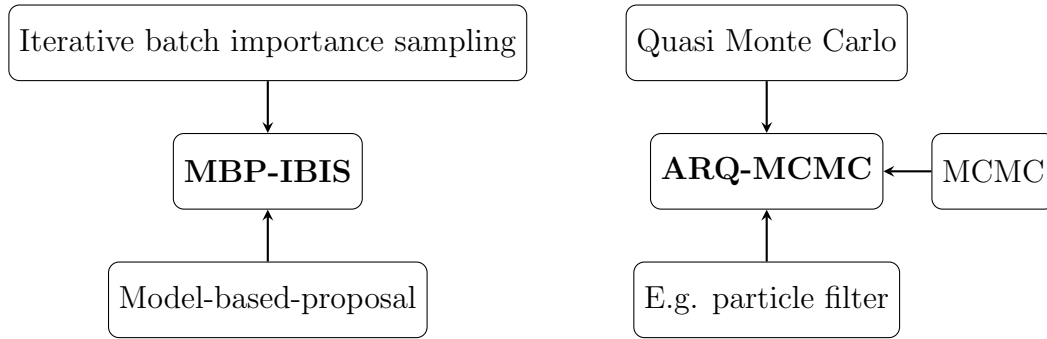 Iterative batch importance sampling
Quasi Monte Carlo
MBP-IBIS
ARQ-MCMC
MCMC
Model-based-proposal
E.g. particle filter